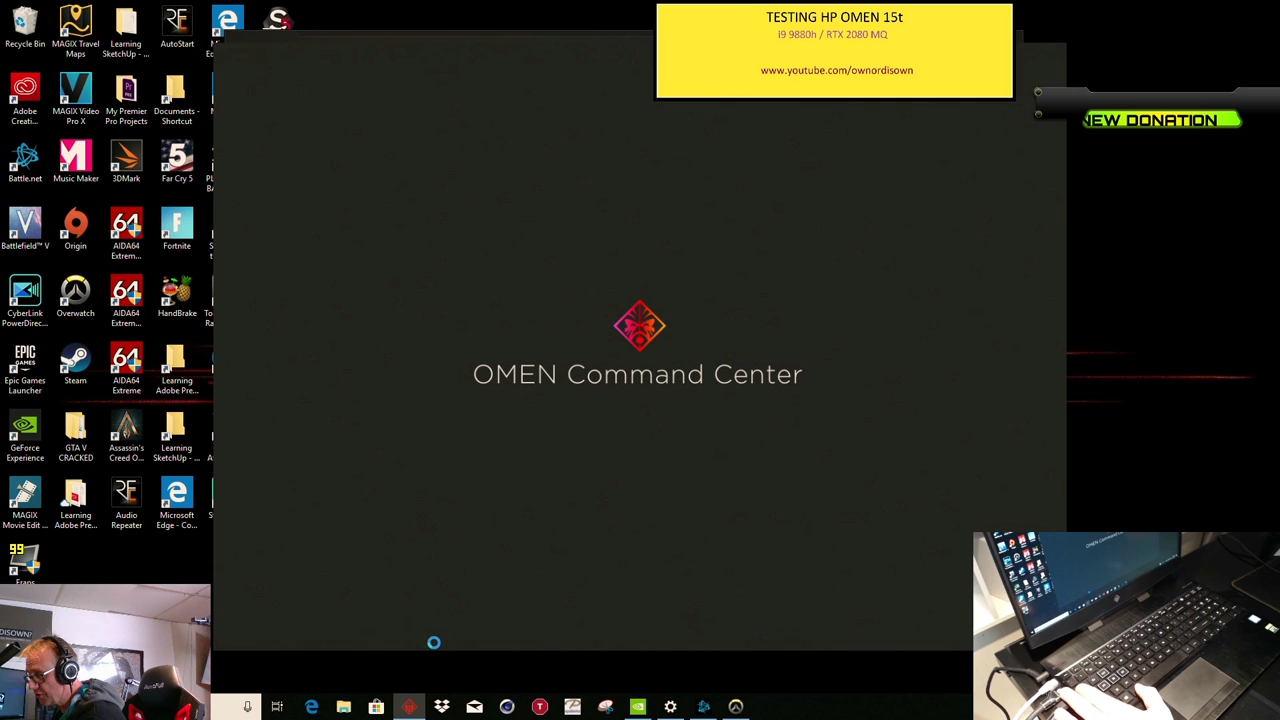 TESTING HP OMEN 15t
i9 9880h / RTX 2080 MQ
www.youtube.com/ownordisown
NEW DONATION
OMEN Command Center
Recycle Bin
MAGIX Travel
Maps
Learning
SketchUp - ...
AutoStart
Adobe
Creati...
MAGIX Video
Pro X
My Premier
Pro Projects
Documents -
Shortcut
Battle.net
Music Maker
3DMark
Far Cry 5
Battlefield™ V
Origin
AIDA64
Extrem...
Fortnite
CyberLink
PowerDirec...
Overwatch
AIDA64
Extrem...
HandBrake
EPIC
GAMES
Epic Games
Launcher
Steam
AIDA64
Extreme
Learning
Adobe Pre...
GeForce
Experience
GTA V
CRACKED
Assassin's
Creed O...
Learning
SketchUp - ...
MAGIX
Movie Edit ...
Learning
Adobe Pre...
Audio
Repeater
Microsoft
Edge - Co...
99
Fraps